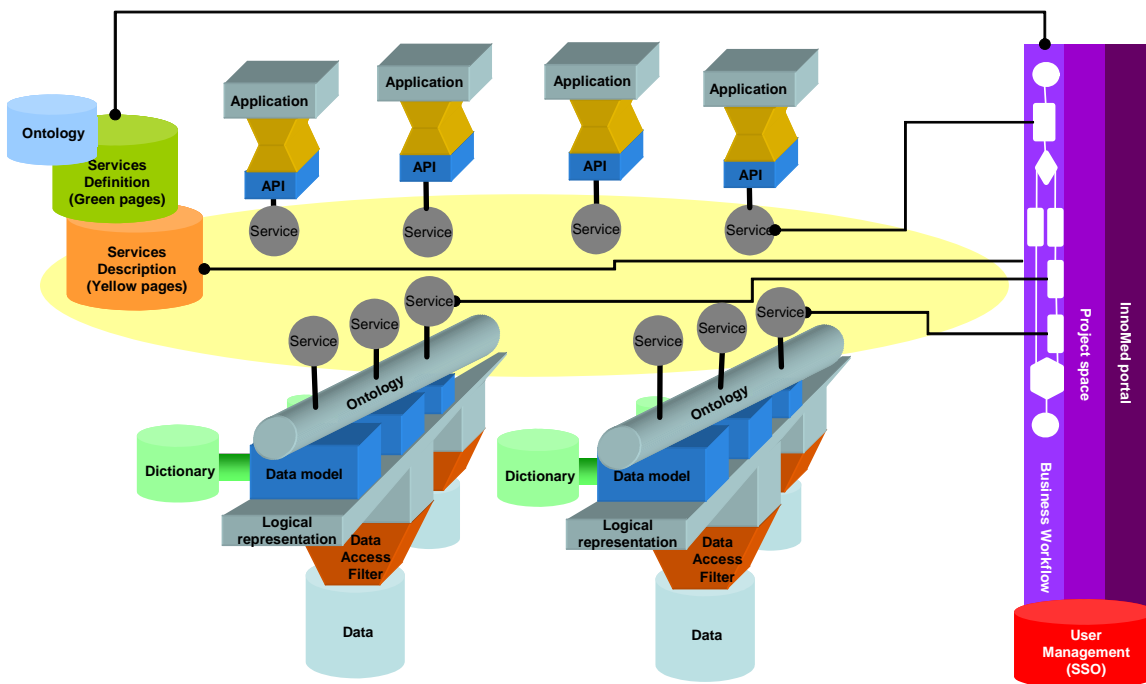 Application
Application
Application
Application
Ontology
Services
Definition
(Green pages)
API
API
API
API
Service
Service
Service
Service
Services
Description
(Yellow pages)
Service
Service
Service
Service
Service
Service
Ontology
Ontology
Dictionary
Data model
Dictionary
Data model
Logical
representation
Logical
representation
Data
Access
Filter
Data
Access
Filter
Data
Data
Business Workflow
Project space
InnoMed portal
User
Management
(SSO)